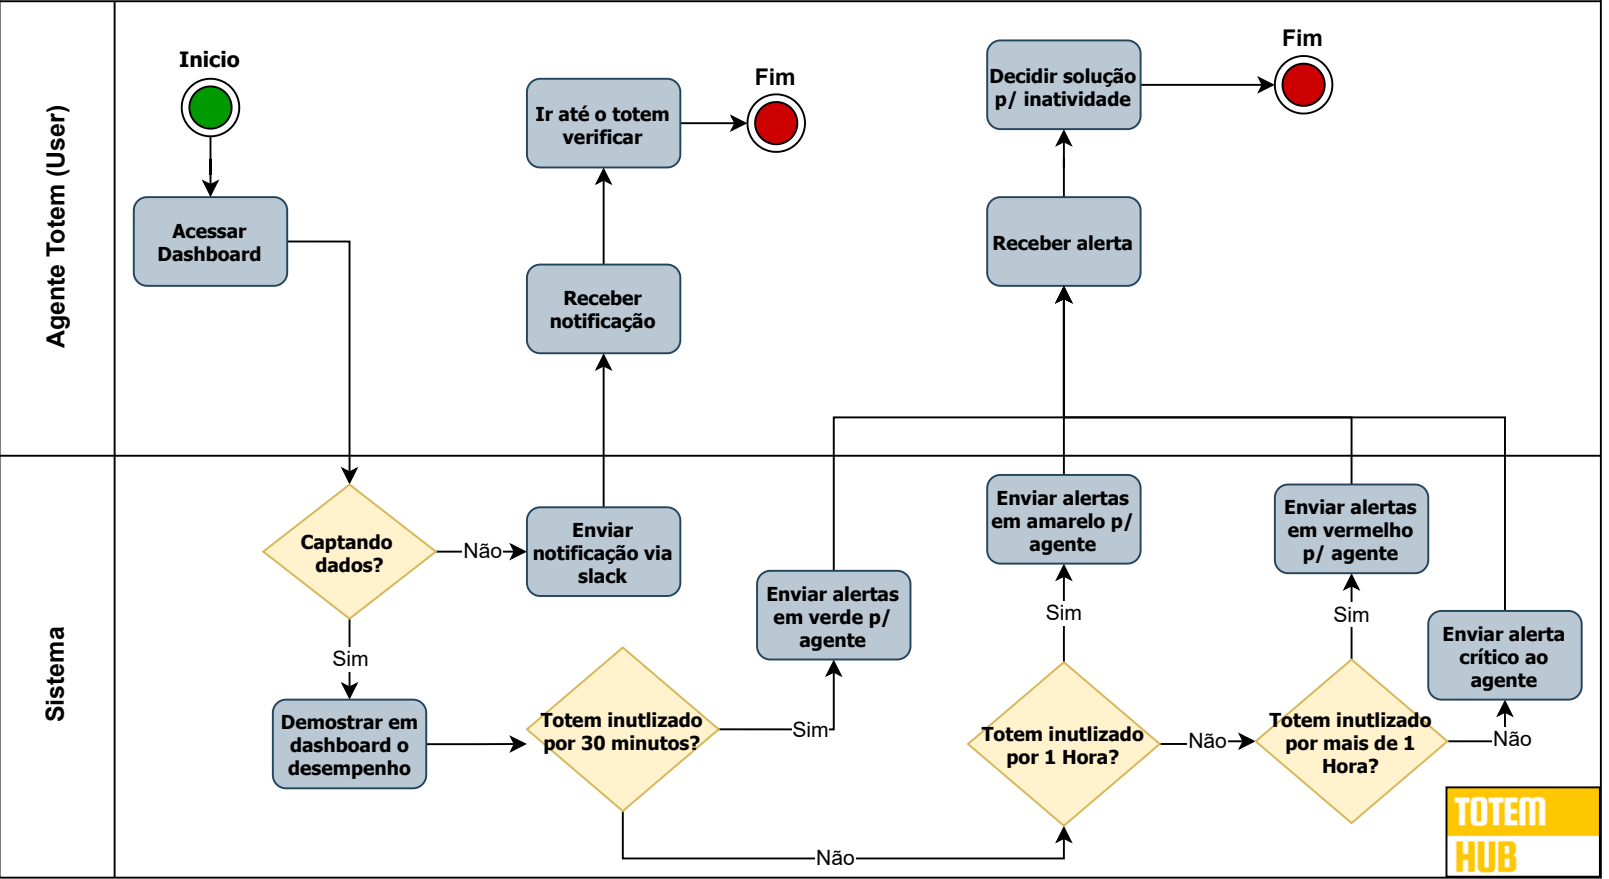 Agente Totem (User)
Inicio
Acessar
Dashboard
Ir até o totem
verificar
Fim
Receber
notificação
Decidir solução
p/ inatividade
Fim
Receber alerta
Sistema
Captando
dados?
Não
Enviar
notificação via
slack
Sim
Demostrar em
dashboard o
desempenho
Totem inutlizado
por 30 minutos?
Sim
Enviar alertas
em verde p/
agente
Não
Totem inutlizado
por 1 Hora?
Sim
Enviar alertas
em amarelo p/
agente
Não
Totem inutlizado
por mais de 1
Hora?
Sim
Enviar alertas
em vermelho
p/ agente
Não
Enviar alerta
crítico ao
agente
TOTEM
HUB